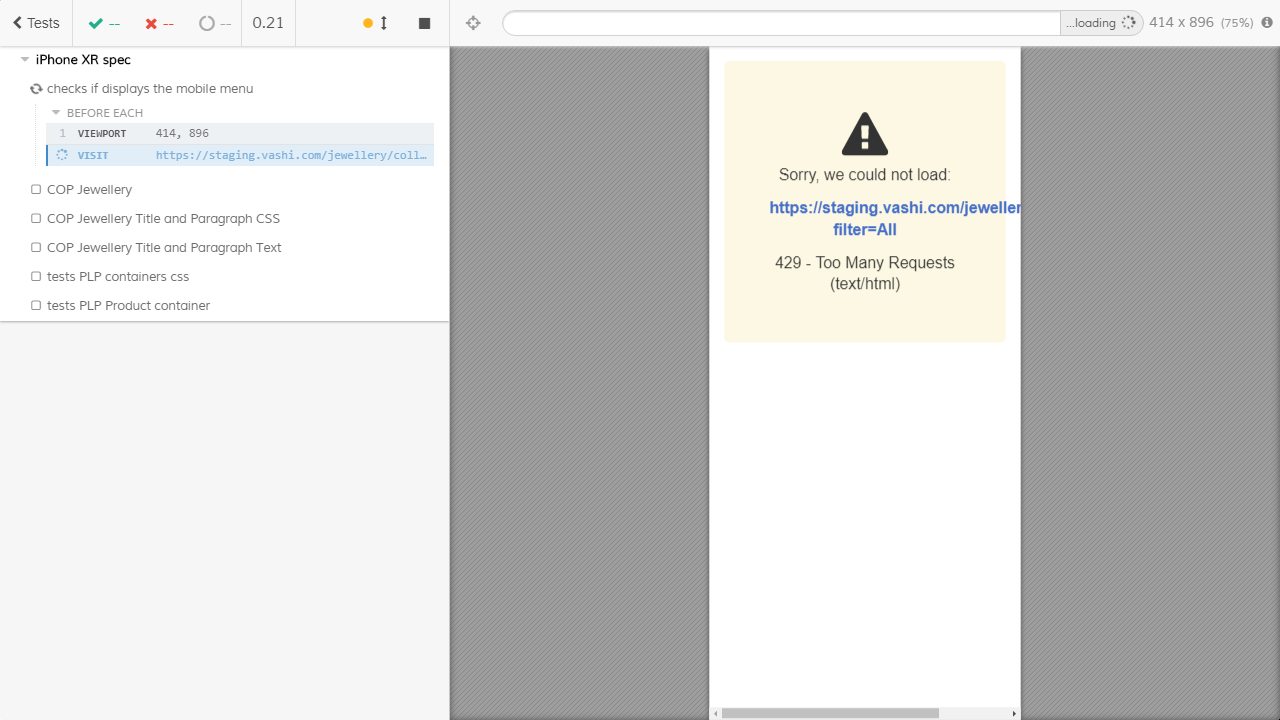 Tests -- -- -- 0.21
...loading 414 x 896 (75%)
iPhone XR spec
checks if displays the mobile menu
BEFORE EACH
1 VIEWPORT 414, 896
VISIT https://staging.vashi.com/jewellery/coll…
COP Jewellery
COP Jewellery Title and Paragraph CSS
COP Jewellery Title and Paragraph Text
tests PLP containers css
tests PLP Product container
Sorry, we could not load:
https://staging.vashi.com/jeweller
filter=All
429 - Too Many Requests
(text/html)